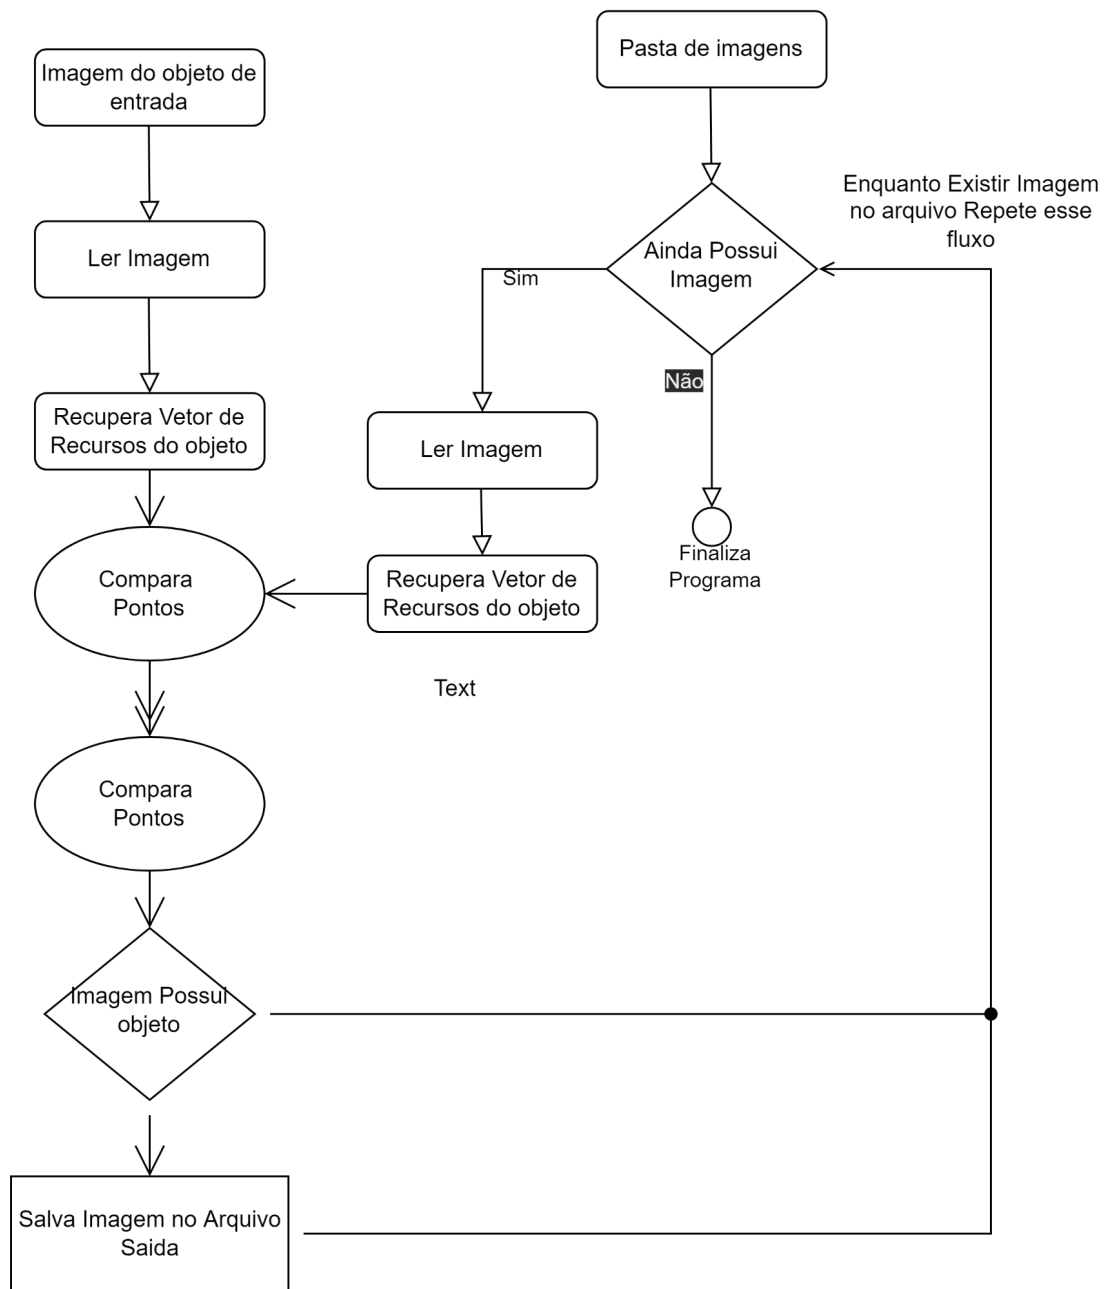 Pasta de imagens
Imagem do objeto de
entrada
Enquanto Existir Imagem
no arquivo Repete esse
fluxo
Ler Imagem
Ainda Possui
Imagem
Sim
Não
Recupera Vetor de
Recursos do objeto
Ler Imagem
Finaliza
Programa
Compara
Pontos
Recupera Vetor de
Recursos do objeto
Text
Compara
Pontos
Imagem Possui
objeto
Salva Imagem no Arquivo
Saida